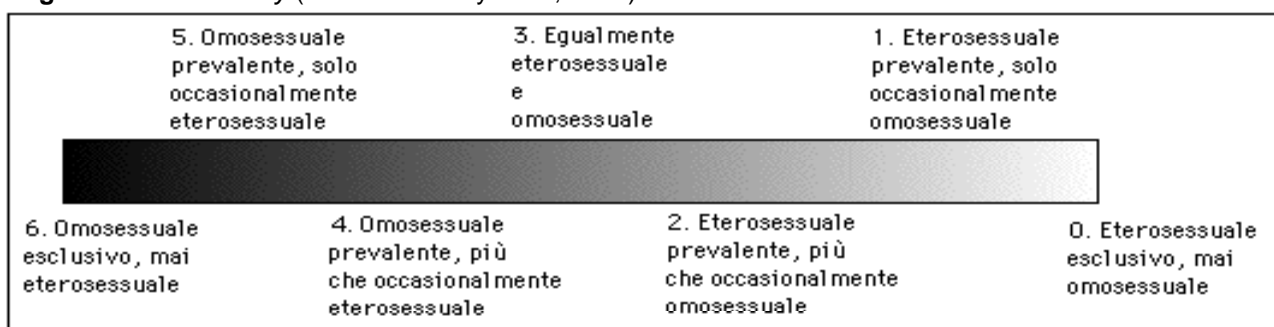 5. Omosessuale
prevalente, solo
occasionalmente
eterosessuale
3. Egualmente
eterosessuale
e
omosessuale
1. Eterosessuale
prevalente, solo
occasionalmente
omosessuale
6. Omosessuale
esclusivo, mai
eterosessuale
4. Omosessuale
prevalente, più
che occasionalmente
eterosessuale
2. Eterosessuale
prevalente, più
che occasionalmente
omosessuale
0. Eterosessuale
esclusivo, mai
omosessuale